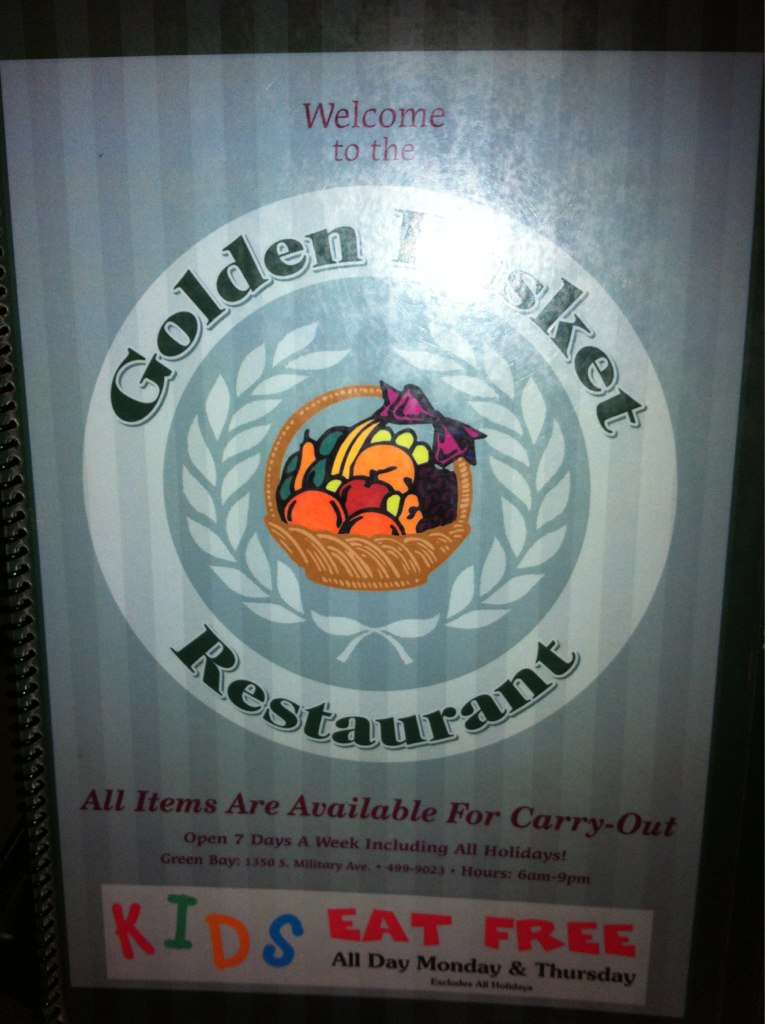 Welcome
to the
Golden
Restaurant
All Items Are Available For Carry-Out
Open 7 Days A Week Including All Holidays!
Green Bay: 1350 S. Military Ave. • 499-9023 • Hours: 6am-9pm
KIDS EAT FREE
All Day Monday & Thursday
Excludes All Holidays